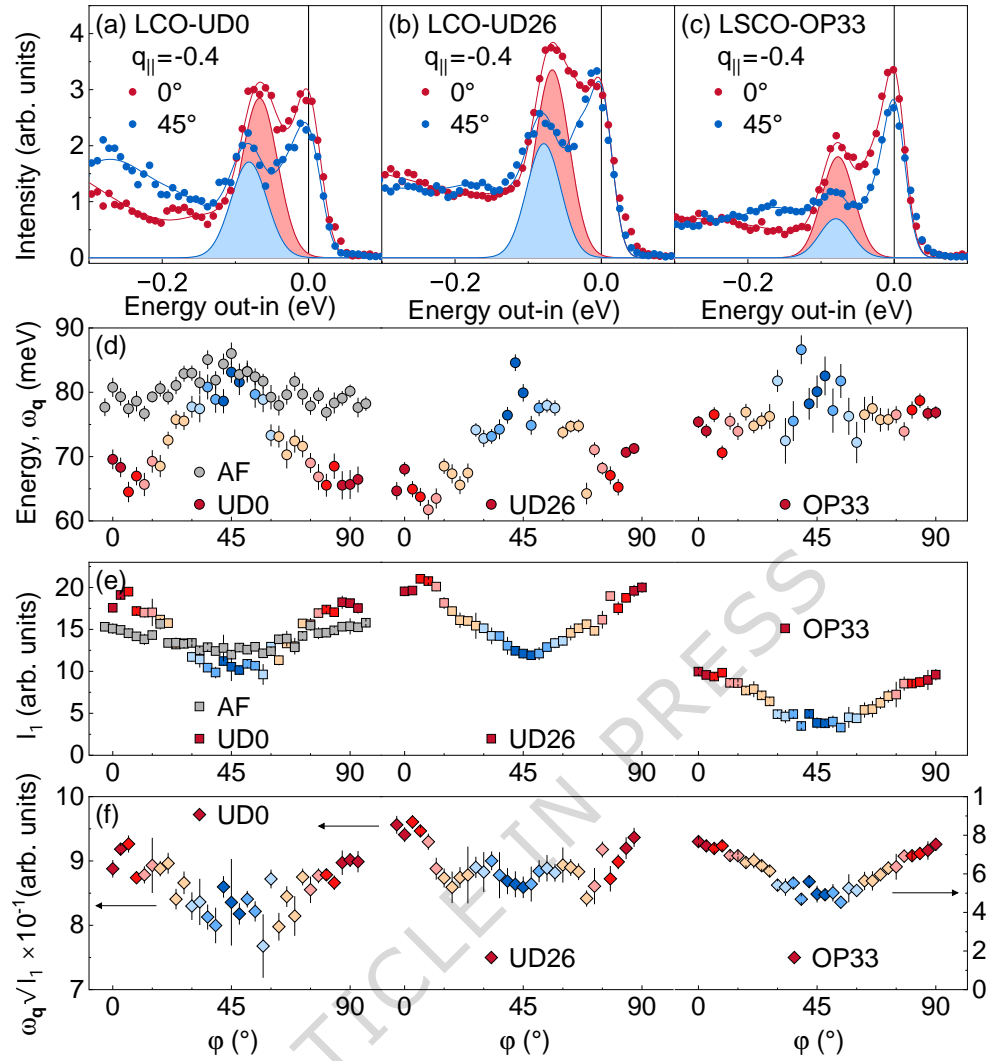 (a) LCO-UD0
q||=-0.4
0°
45°
(b) LCO-UD26
q||=-0.4
0°
45°
(c) LSCO-OP33
q||=-0.4
0°
45°
Intensity (arb. units)
4
3
2
1
0
−0.2 0.0
−0.2 0.0
−0.2 0.0
Energy out-in (eV)
Energy out-in (eV)
Energy out-in (eV)
Energy, ωq (meV)
90
80
70
60
(d)
AF
UD0
UD26
OP33
0 45 90
0 45 90
0 45 90
I1 (arb. units)
20
15
10
5
0
(e)
AF
UD0
UD26
OP33
0 45 90
0 45 90
0 45 90
ωq√I1 × 10-1(arb. units)
10
9
8
7
(f)
UD0
UD26
OP33
10
8
6
4
2
0
0 45 90
0 45 90
0 45 90
φ (°)
φ (°)
φ (°)
TICLE IN PRESS